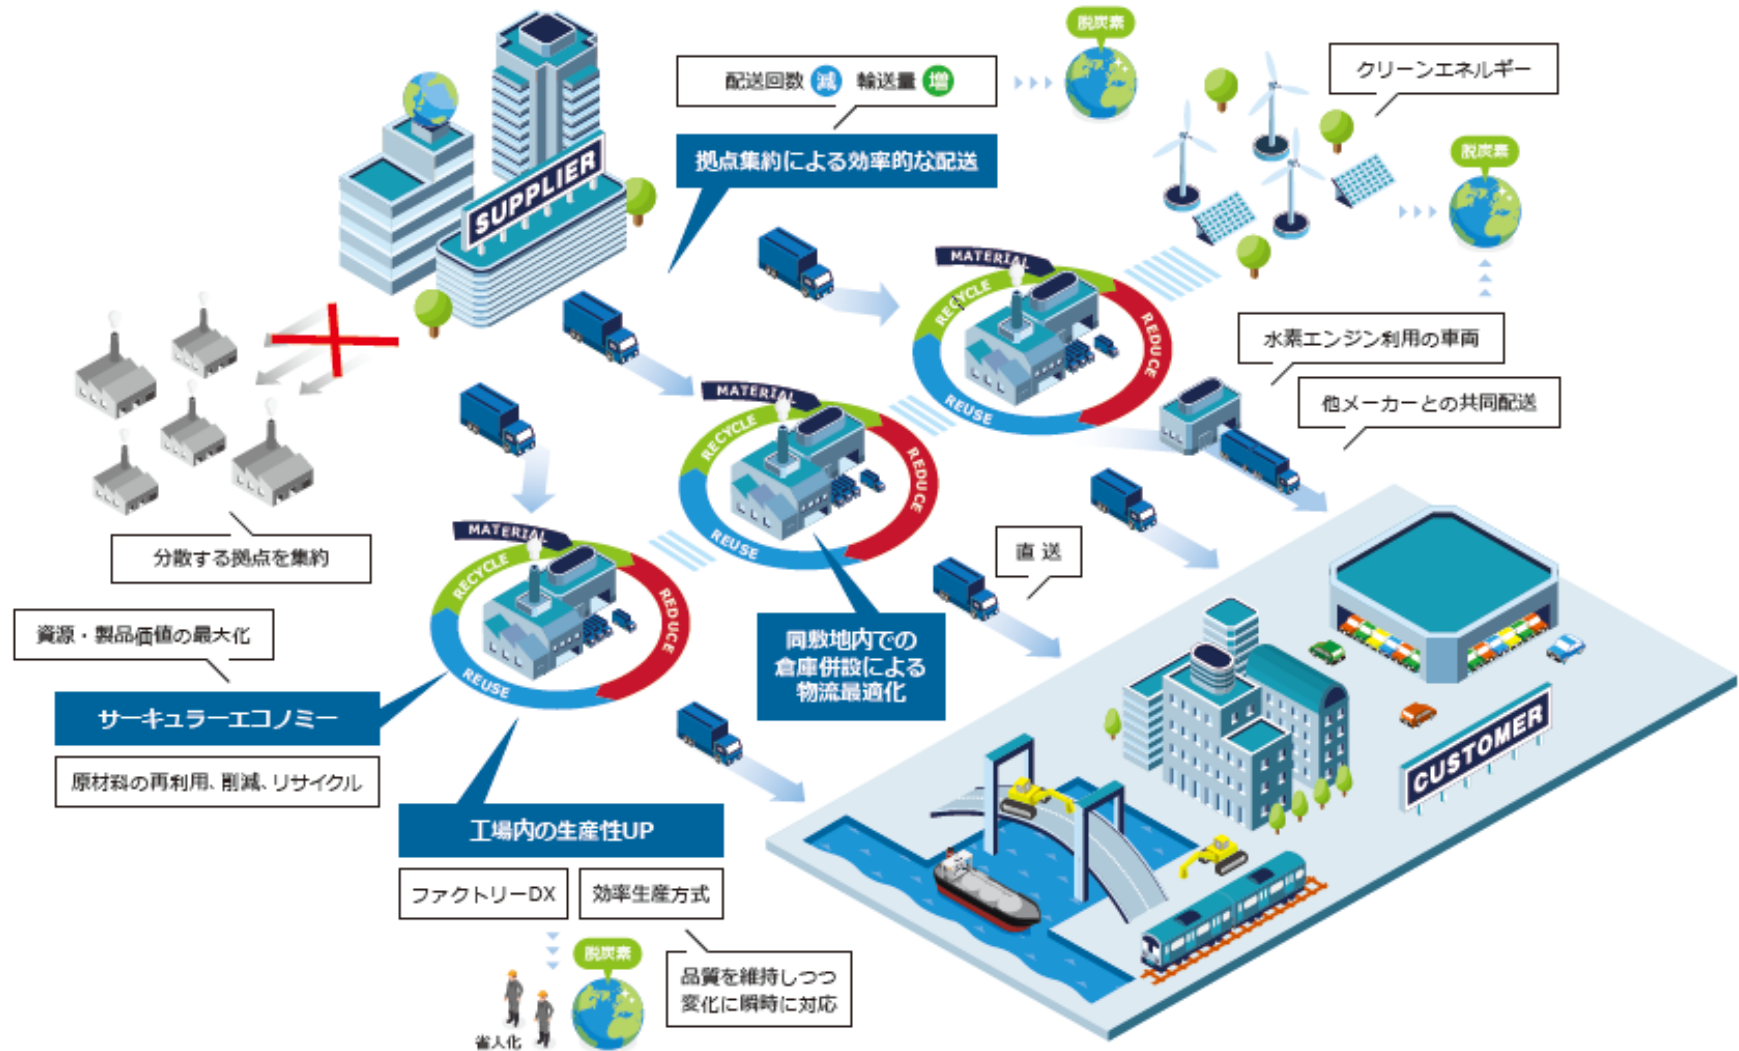 脱炭素
配送回数 減 輸送量 増
クリーンエネルギー
拠点集約による効率的な配送
脱炭素
SUPPLIER
MATERIAL
RECYCLE
REDUCE
REUSE
水素エンジン利用の車両
他メーカーとの共同配送
MATERIAL
RECYCLE
REDUCE
REUSE
分散する拠点を集約
直送
MATERIAL
RECYCLE
REDUCE
REUSE
資源・製品価値の最大化
サーキュラーエコノミー
原材料の再利用、削減、リサイクル
同敷地内での
倉庫併設による
物流最適化
CUSTOMER
工場内の生産性UP
ファクトリーDX
効率生産方式
脱炭素
品質を維持しつつ
変化に瞬時に対応
省人化